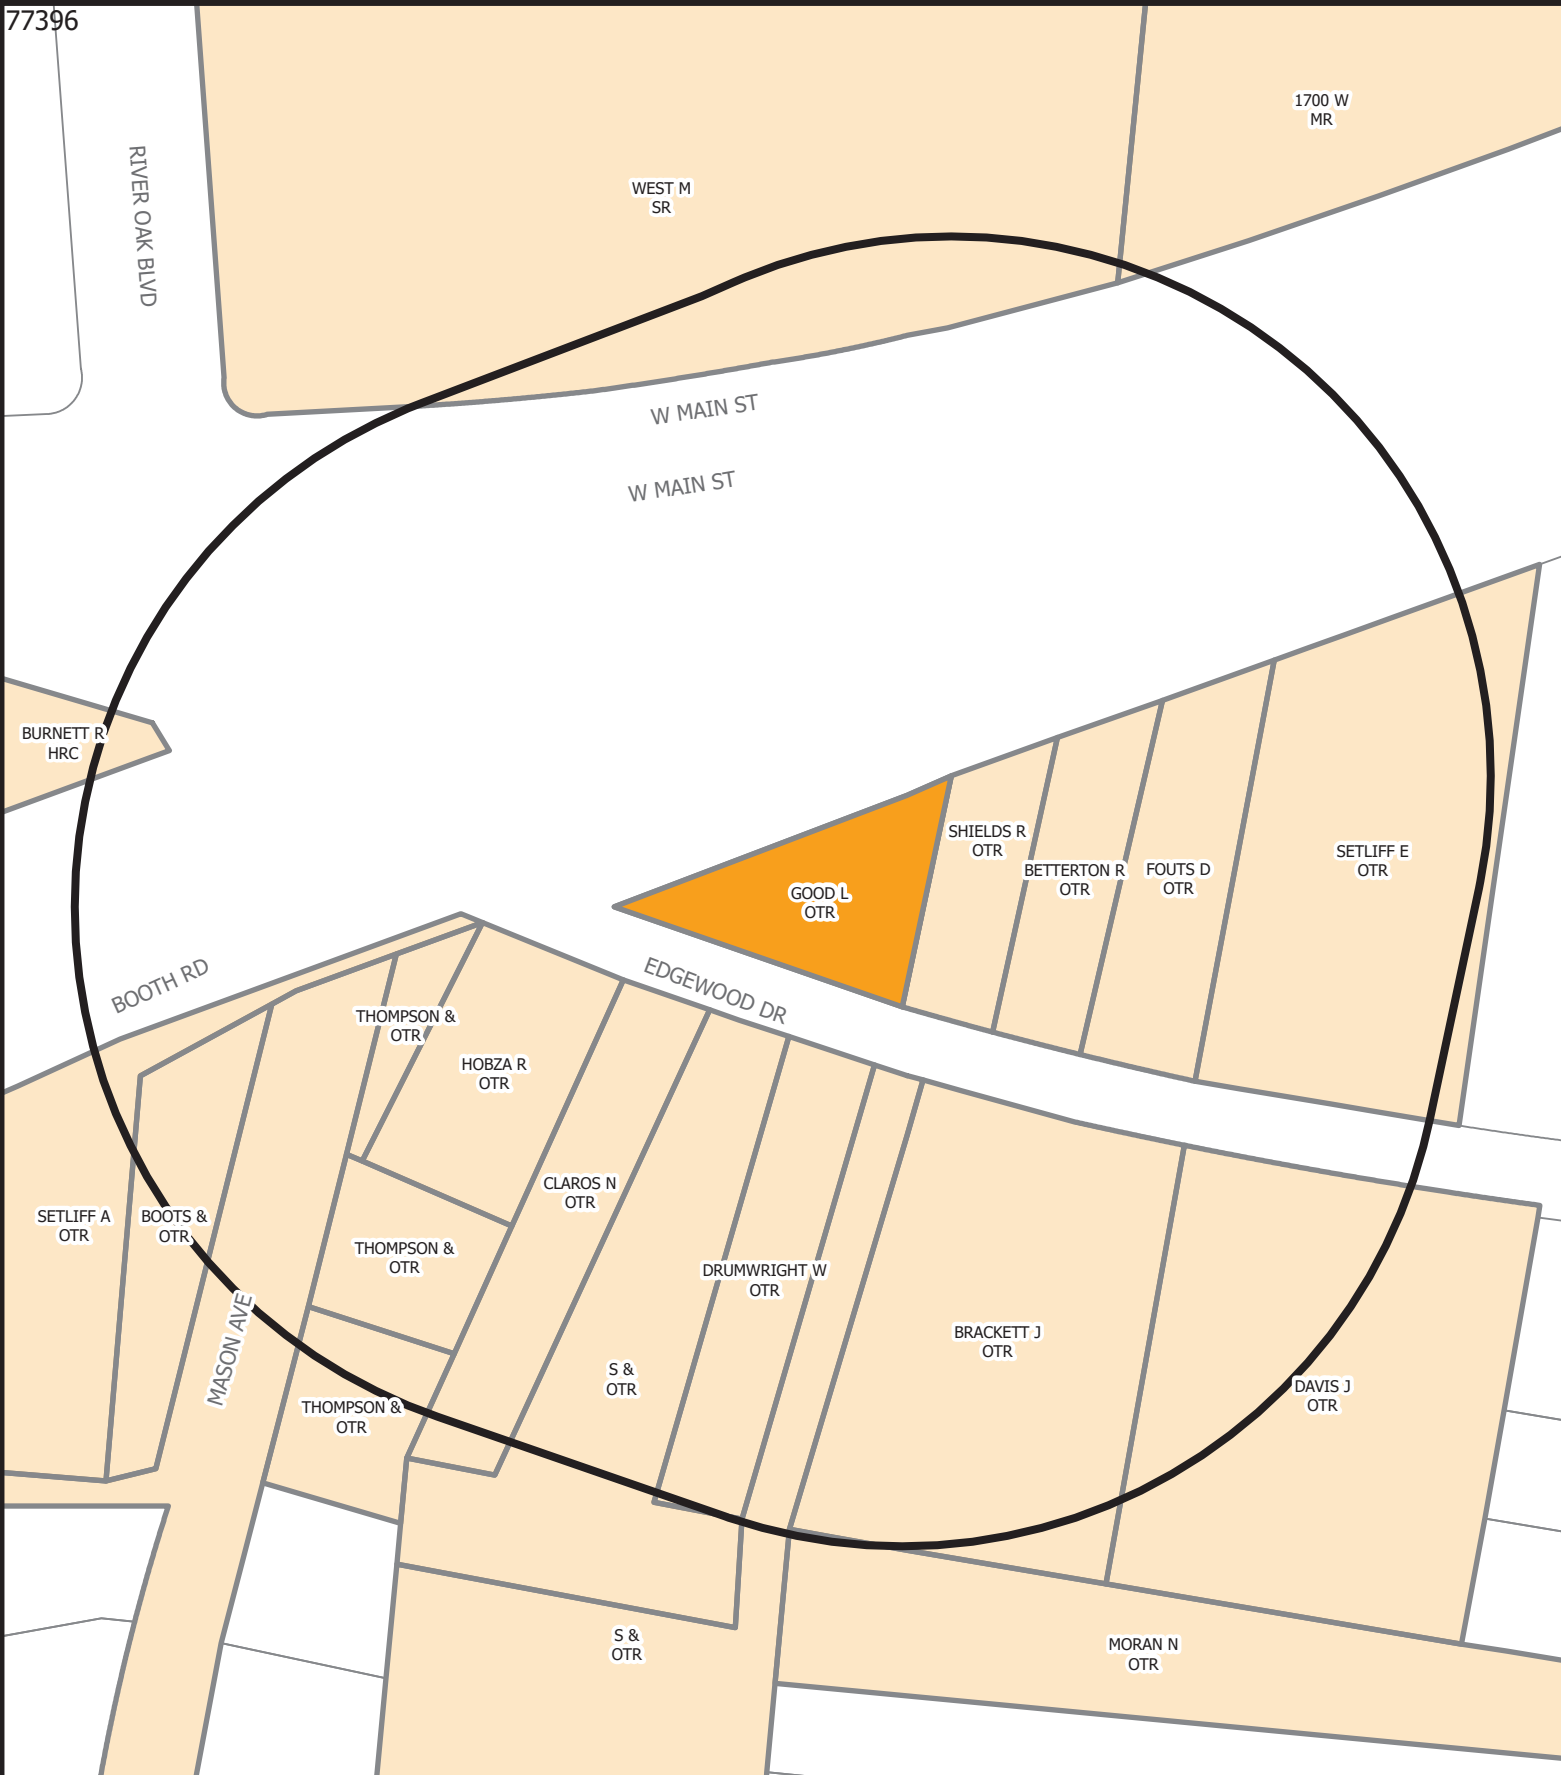 77396
1700 W
MR
RIVER OAK BLVD
WEST M
SR
W MAIN ST
W MAIN ST
BURNETT R
HRC
SHIELDS R
OTR
BETTERTON R
OTR
FOUTS D
OTR
SETLIFF E
OTR
GOOD L
OTR
BOOTH RD
EDGEWOOD DR
THOMPSON &
OTR
HOBZA R
OTR
CLAROS N
OTR
SETLIFF A
OTR
BOOTS &
OTR
THOMPSON &
OTR
DRUMWRIGHT W
OTR
MASON AVE
BRACKETT J
OTR
S &
OTR
DAVIS J
OTR
THOMPSON &
OTR
S &
OTR
MORAN N
OTR